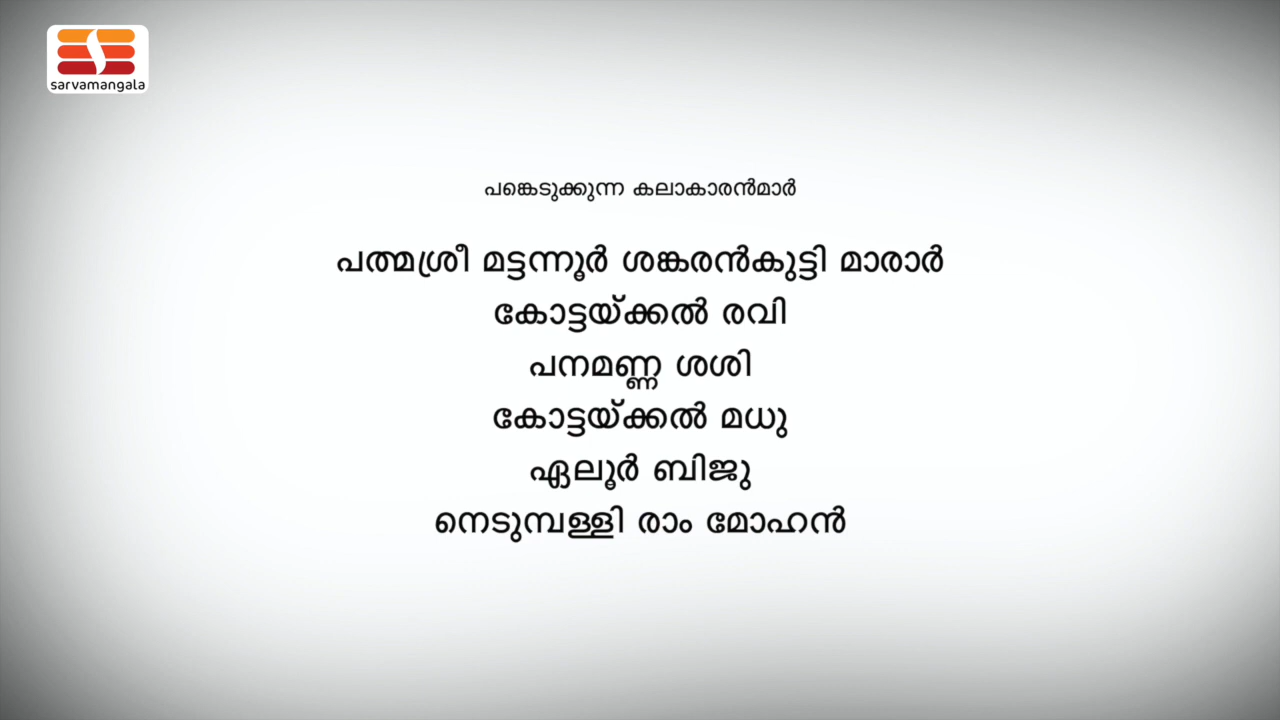 sarvamangala
പങ്കെടുക്കുന്ന കലാകാരൻമാർ
പത്മശ്രീ മട്ടന്നൂർ ശങ്കരൻകുട്ടി മാരാർ
കോട്ടയ്ക്കൽ രവി
പനമണ്ണ ശശി
കോട്ടയ്ക്കൽ മധു
ഏലൂർ ബിജു
നെടുമ്പള്ളി രാം മോഹൻ